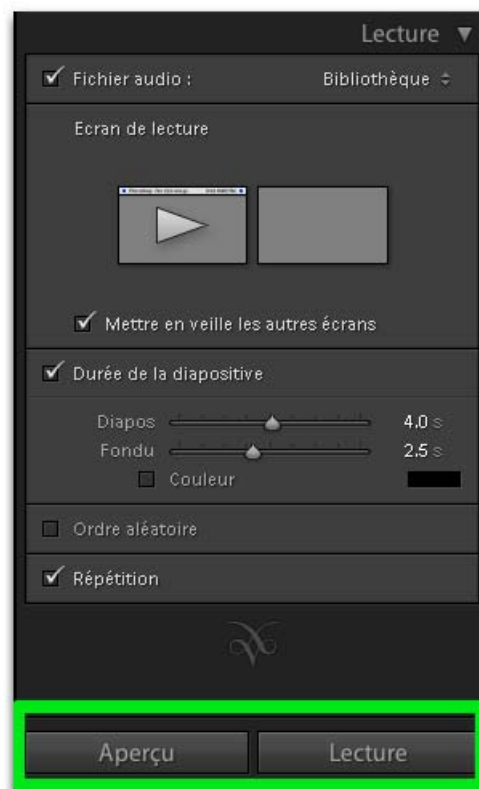 Lecture ▼
Fichier audio : Bibliothèque
Ecran de lecture
Mettre en veille les autres écrans
Durée de la diapositive
Diapos 4.0 s
Fondu 2.5 s
Couleur
Ordre aléatoire
Répétition
Aperçu Lecture